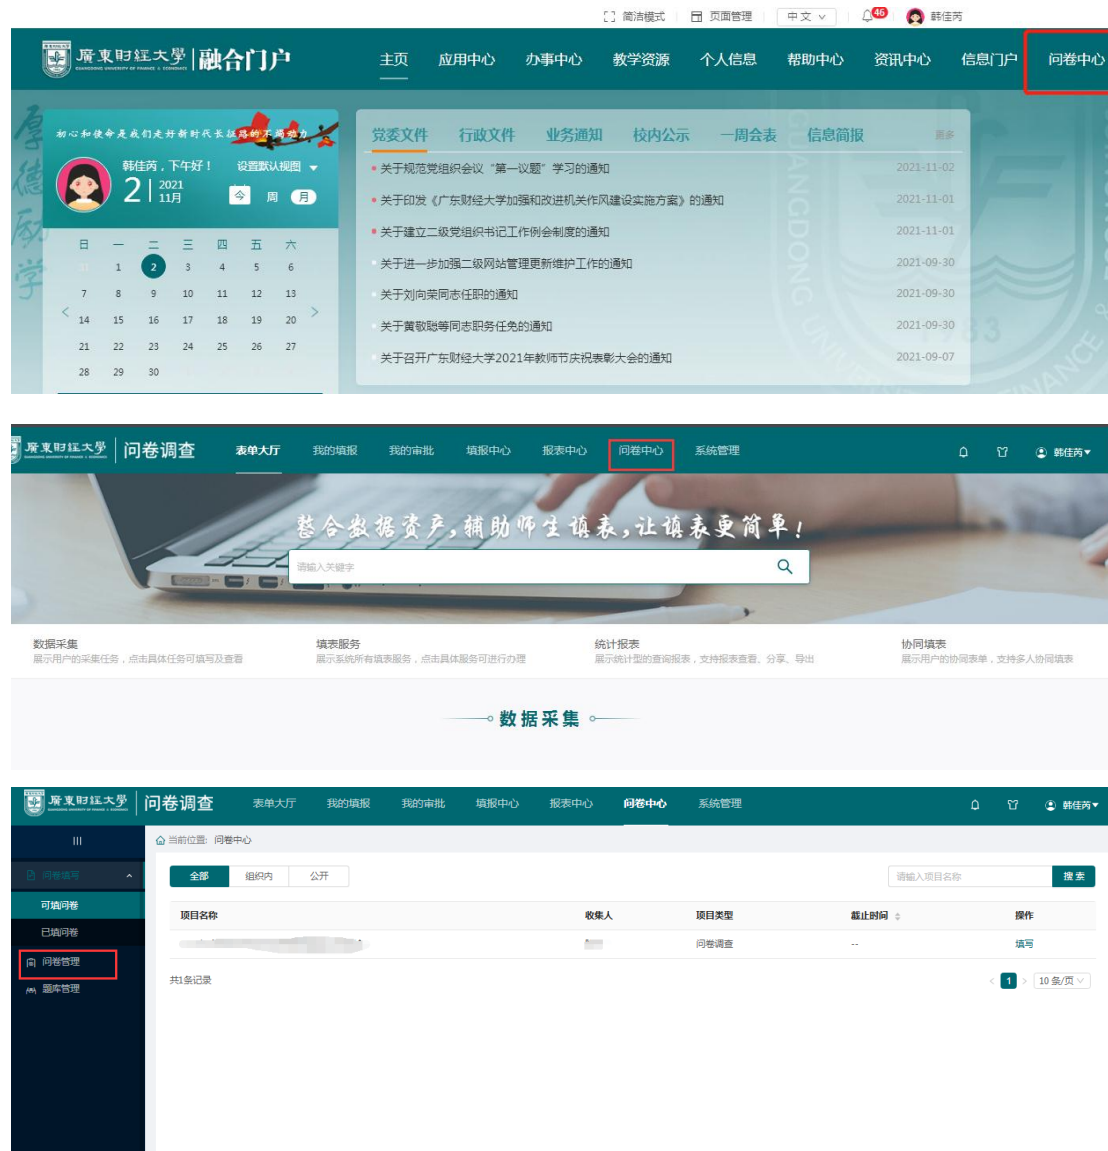 简洁模式 页面管理 中文 46 韩佳芮
廣東财经大學 融合门户 主页 应用中心 办事中心 教学资源 个人信息 帮助中心 资讯中心 信息门户 问卷中心
GUANGDONG UNIVERSITY OF FINANCE & ECONOMICS
厚德励学
初心和使命是我们走好新时代长征路的不竭动力
韩佳芮，下午好！ 设置默认视图
2 2021 11月 今 周 月
日 一 二 三 四 五 六
31 1 2 3 4 5 6
7 8 9 10 11 12 13
< 14 15 16 17 18 19 20 >
21 22 23 24 25 26 27
28 29 30
党委文件 行政文件 业务通知 校内公示 一周会表 信息简报 更多
关于规范党组织会议“第一议题”学习的通知 2021-11-02
关于印发《广东财经大学加强和改进机关作风建设实施方案》的通知 2021-11-01
关于建立二级党组织书记工作例会制度的通知 2021-11-01
关于进一步加强二级网站管理更新维护工作的通知 2021-09-30
关于刘向荣同志任职的通知 2021-09-30
关于黄敬聪等同志职务任免的通知 2021-09-30
关于召开广东财经大学2021年教师节庆祝表彰大会的通知 2021-09-07
廣東财经大學 问卷调查 表单大厅 我的填报 我的审批 填报中心 报表中心 问卷中心 系统管理 韩佳芮
整合数据资产,辅助师生填表,让填表更简单!
请输入关键字
数据采集 填表服务 统计报表 协同填表
展示用户的采集任务，点击具体任务可填写及查看 展示系统所有填表服务，点击具体服务可进行办理 展示统计型的查询报表，支持报表查看、分享、导出 展示用户的协同表单，支持多人协同填表
数据采集
廣東财经大學 问卷调查 表单大厅 我的填报 我的审批 填报中心 报表中心 问卷中心 系统管理 韩佳芮
当前位置: 问卷中心
问卷填写
可填问卷
已填问卷
问卷管理
题库管理
全部 组织内 公开 请输入项目名称 搜索
项目名称 收集人 项目类型 截止时间 操作
问卷调查 -- 填写
共1条记录 < 1 > 10 条/页